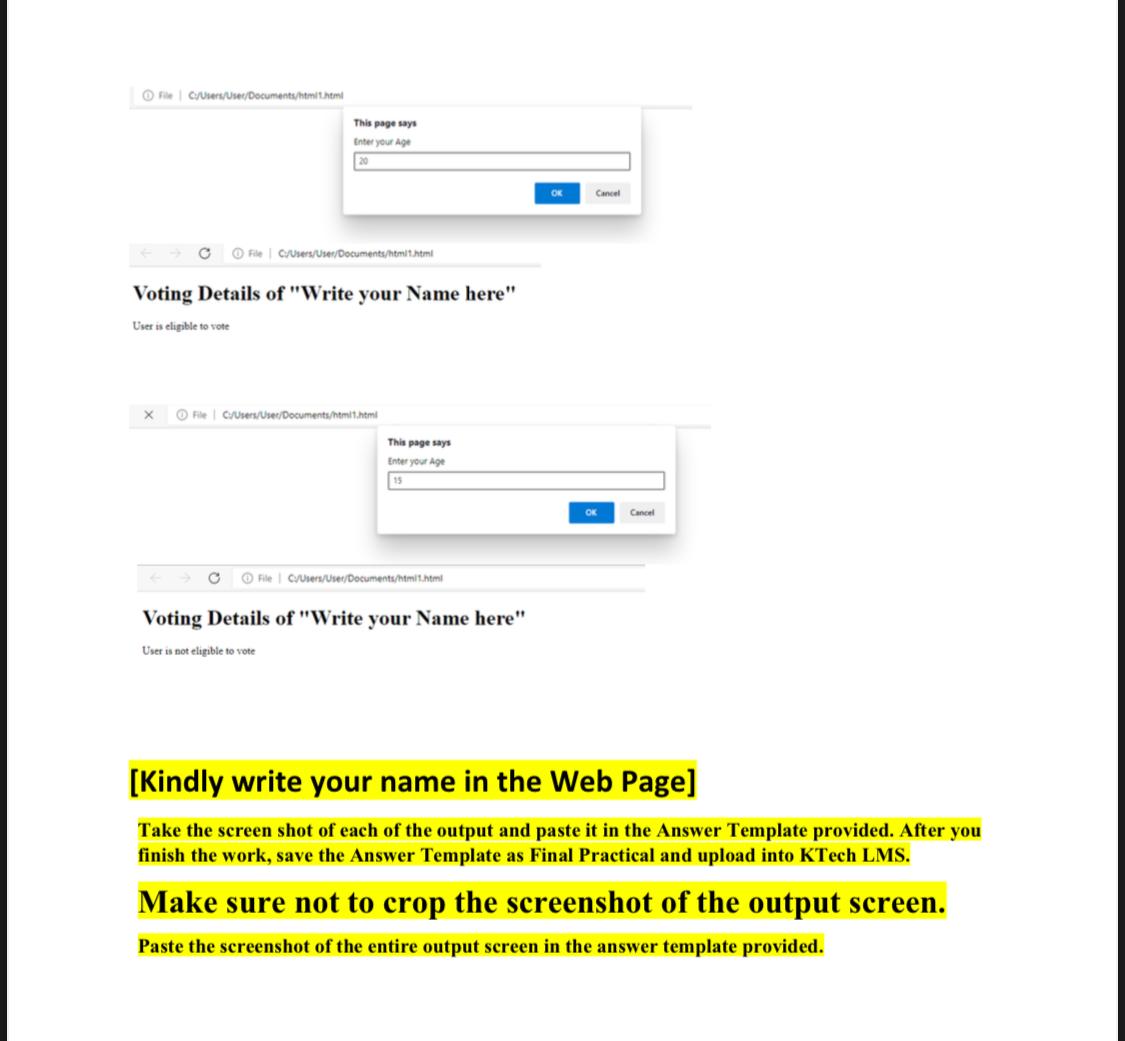 File | C:/Users/User/Documents/html1.html
This page says
Enter your Age
20
OK Cancel
File | C:/Users/User/Documents/html1.html
Voting Details of "Write your Name here"
User is eligible to vote
File | C:/Users/User/Documents/html1.html
This page says
Enter your Age
15
OK Cancel
File | C:/Users/User/Documents/html1.html
Voting Details of "Write your Name here"
User is not eligible to vote
[Kindly write your name in the Web Page]
Take the screen shot of each of the output and paste it in the Answer Template provided. After you
finish the work, save the Answer Template as Final Practical and upload into KTech LMS.
Make sure not to crop the screenshot of the output screen.
Paste the screenshot of the entire output screen in the answer template provided.